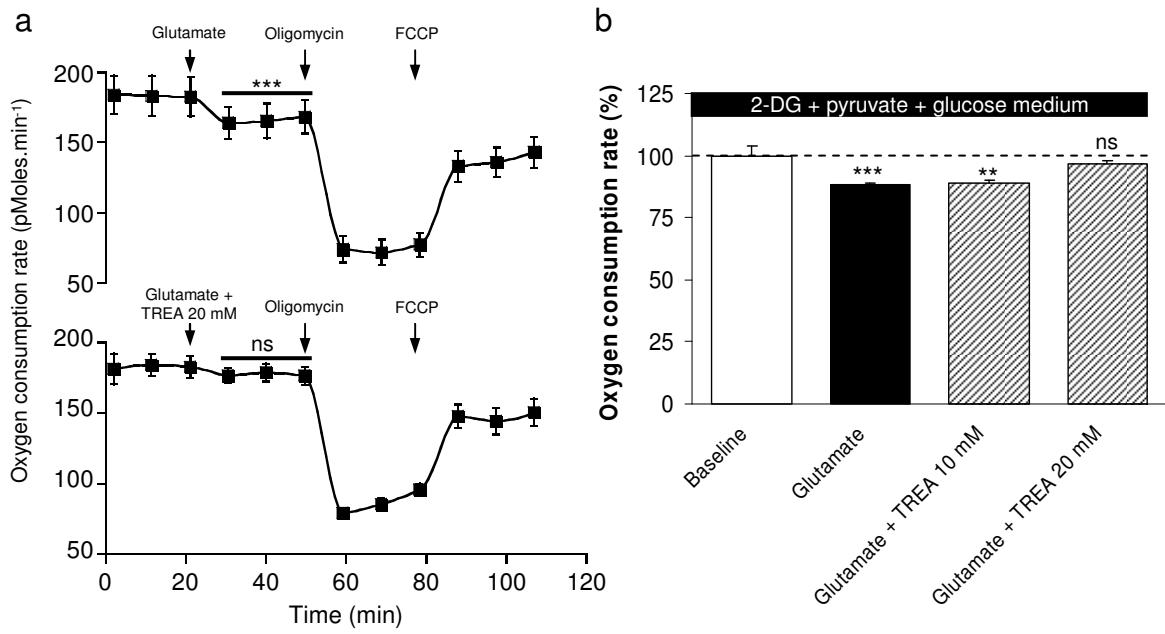 a
Glutamate
Oligomycin
FCCP
***
200
150
100
50
Glutamate +
TREA 20 mM
Oligomycin
FCCP
ns
200
150
100
50
0
20
40
60
80
100
120
Time (min)
Oxygen consumption rate (pMoles.min⁻¹)
b
2-DG + pyruvate + glucose medium
ns
***
**
125
100
75
50
25
0
Oxygen consumption rate (%)
Baseline
Glutamate
Glutamate + TREA 10 mM
Glutamate + TREA 20 mM